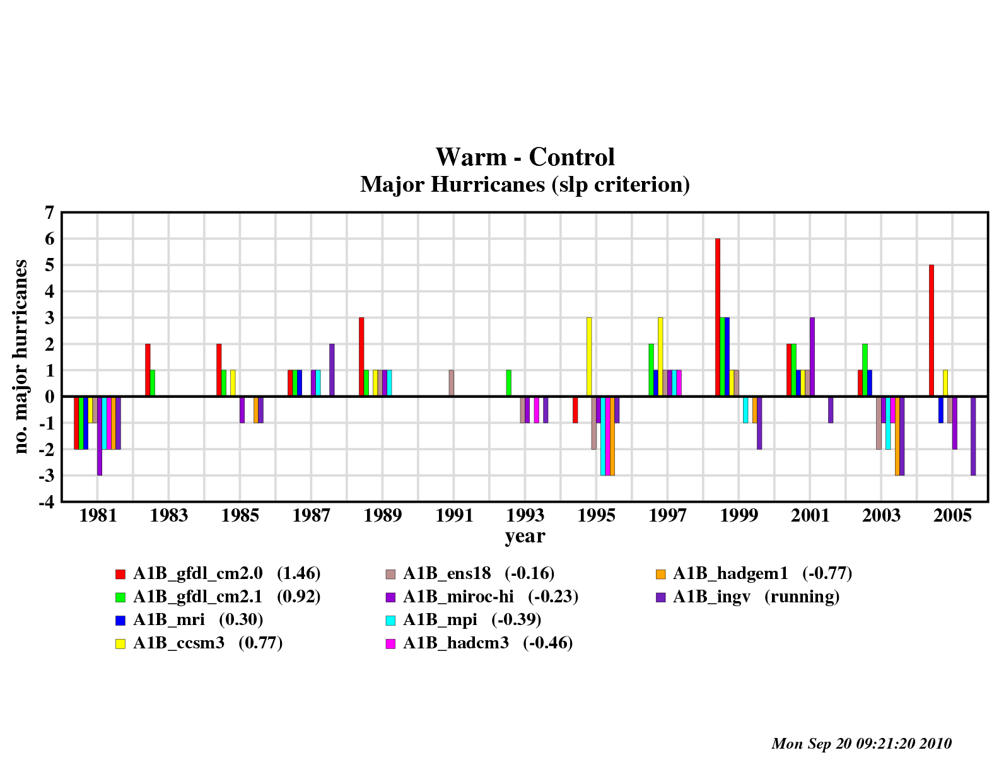 Warm - Control
Major Hurricanes (slp criterion)
no. major hurricanes
7
6
5
4
3
2
1
0
-1
-2
-3
-4
1981 1983 1985 1987 1989 1991 1993 1995 1997 1999 2001 2003 2005
year
A1B_gfdl_cm2.0 (1.46)
A1B_gfdl_cm2.1 (0.92)
A1B_mri (0.30)
A1B_ccsm3 (0.77)
A1B_ens18 (-0.16)
A1B_miroc-hi (-0.23)
A1B_mpi (-0.39)
A1B_hadcm3 (-0.46)
A1B_hadgem1 (-0.77)
A1B_ingv (running)
Mon Sep 20 09:21:20 2010